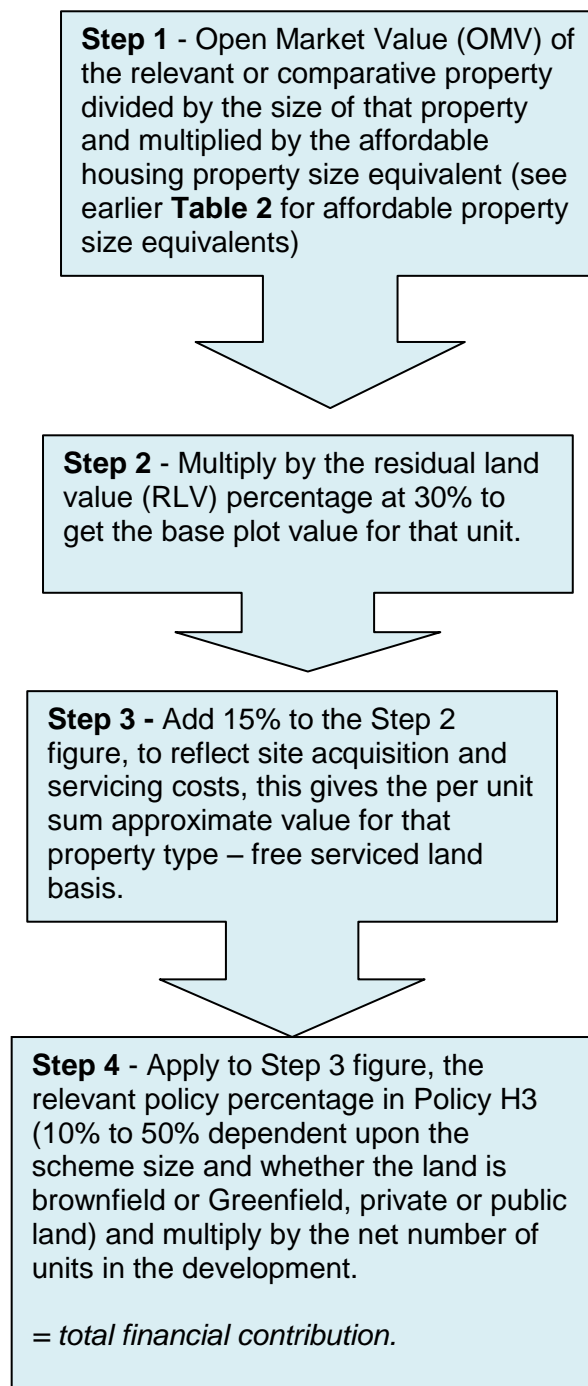 Step 1 - Open Market Value (OMV) of
the relevant or comparative property
divided by the size of that property
and multiplied by the affordable
housing property size equivalent (see
earlier Table 2 for affordable property
size equivalents)
Step 2 - Multiply by the residual land
value (RLV) percentage at 30% to
get the base plot value for that unit.
Step 3 - Add 15% to the Step 2
figure, to reflect site acquisition and
servicing costs, this gives the per unit
sum approximate value for that
property type – free serviced land
basis.
Step 4 - Apply to Step 3 figure, the
relevant policy percentage in Policy H3
(10% to 50% dependent upon the
scheme size and whether the land is
brownfield or Greenfield, private or public
land) and multiply by the net number of
units in the development.
= total financial contribution.